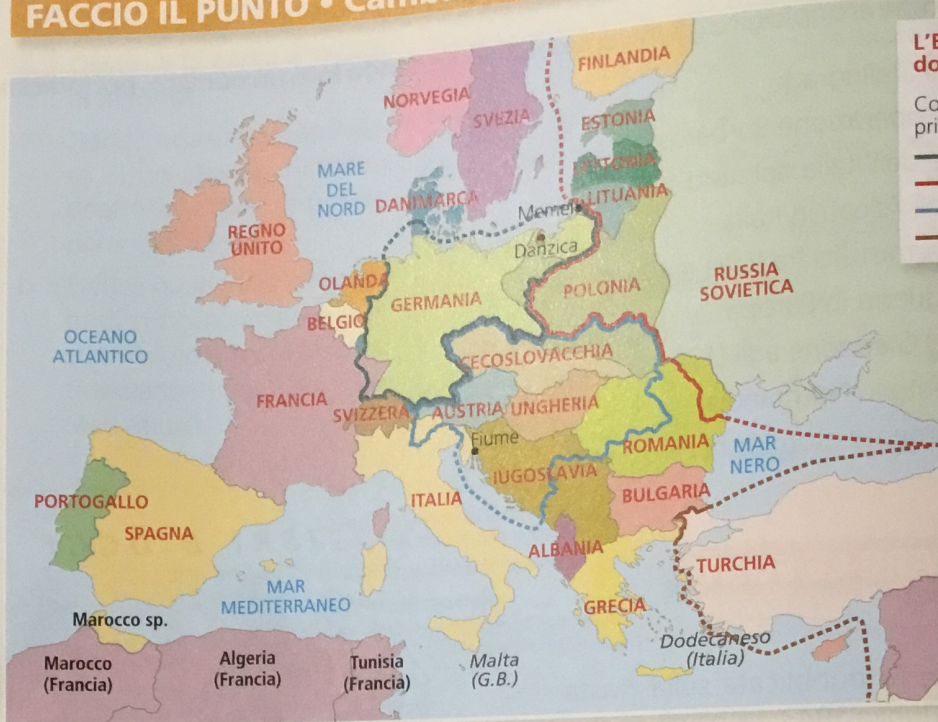 FACCIO IL PUNTO •
L'E
do
Co
pri
FINLANDIA
NORVEGIA
SVEZIA
ESTONIA
LETTONIA
LITUANIA
MARE
DEL
NORD
DANIMARCA
Memel
Danzica
REGNO
UNITO
OLANDA
GERMANIA
POLONIA
RUSSIA
SOVIETICA
BELGIO
OCEANO
ATLANTICO
CECOSLOVACCHIA
FRANCIA
SVIZZERA
AUSTRIA
UNGHERIA
Fiume
ROMANIA
MAR
NERO
IUGOSLAVIA
PORTOGALLO
SPAGNA
ITALIA
BULGARIA
ALBANIA
TURCHIA
MAR
MEDITERRANEO
GRECIA
Marocco sp.
Dodecaneso
(Italia)
Marocco
(Francia)
Algeria
(Francia)
Tunisia
(Francia)
Malta
(G.B.)